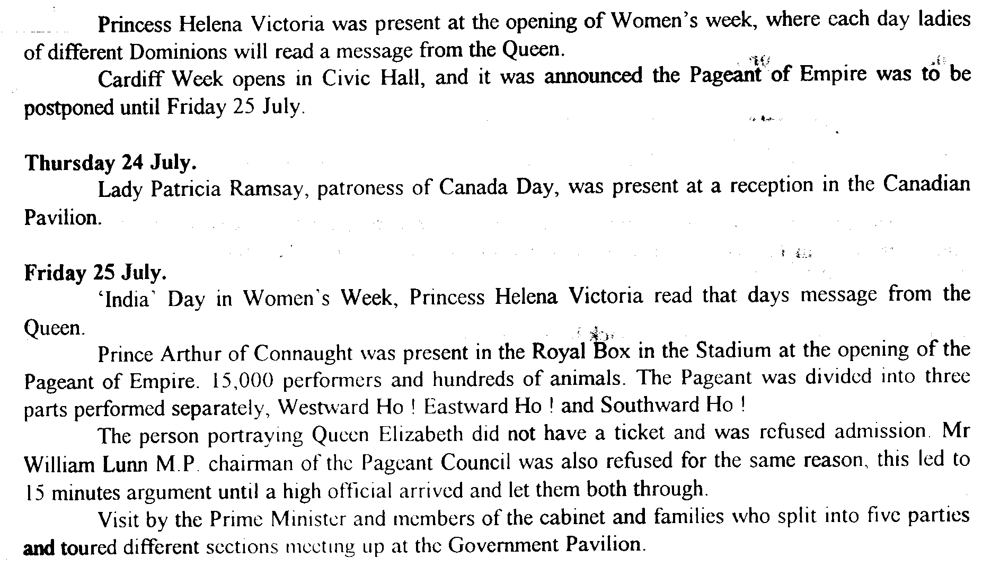 Princess Helena Victoria was present at the opening of Women's week, where each day ladies
of different Dominions will read a message from the Queen.
Cardiff Week opens in Civic Hall, and it was announced the Pageant of Empire was to be
postponed until Friday 25 July.
Thursday 24 July.
Lady Patricia Ramsay, patroness of Canada Day, was present at a reception in the Canadian
Pavilion.
Friday 25 July.
'India' Day in Women's Week, Princess Helena Victoria read that days message from the
Queen.
Prince Arthur of Connaught was present in the Royal Box in the Stadium at the opening of the
Pageant of Empire. 15,000 performers and hundreds of animals. The Pageant was divided into three
parts performed separately, Westward Ho ! Eastward Ho ! and Southward Ho !
The person portraying Queen Elizabeth did not have a ticket and was refused admission. Mr
William Lunn M.P. chairman of the Pageant Council was also refused for the same reason, this led to
15 minutes argument until a high official arrived and let them both through.
Visit by the Prime Minister and members of the cabinet and families who split into five parties
and toured different sections meeting up at the Government Pavilion.